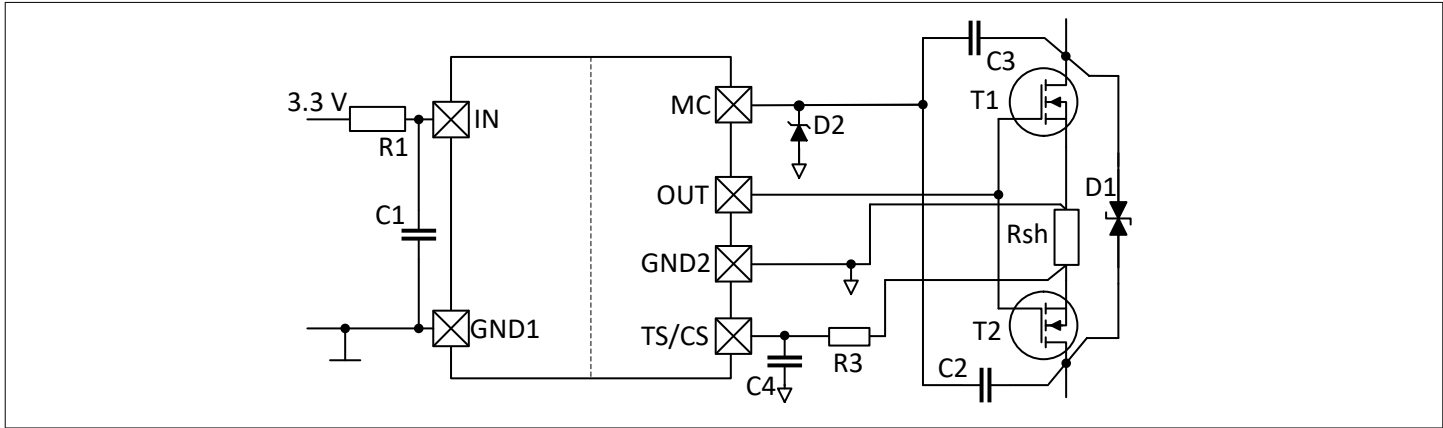 3.3 V
R1
IN
C1
GND1
MC
D2
OUT
GND2
TS/CS
C4
R3
C3
T1
D1
Rsh
T2
C2